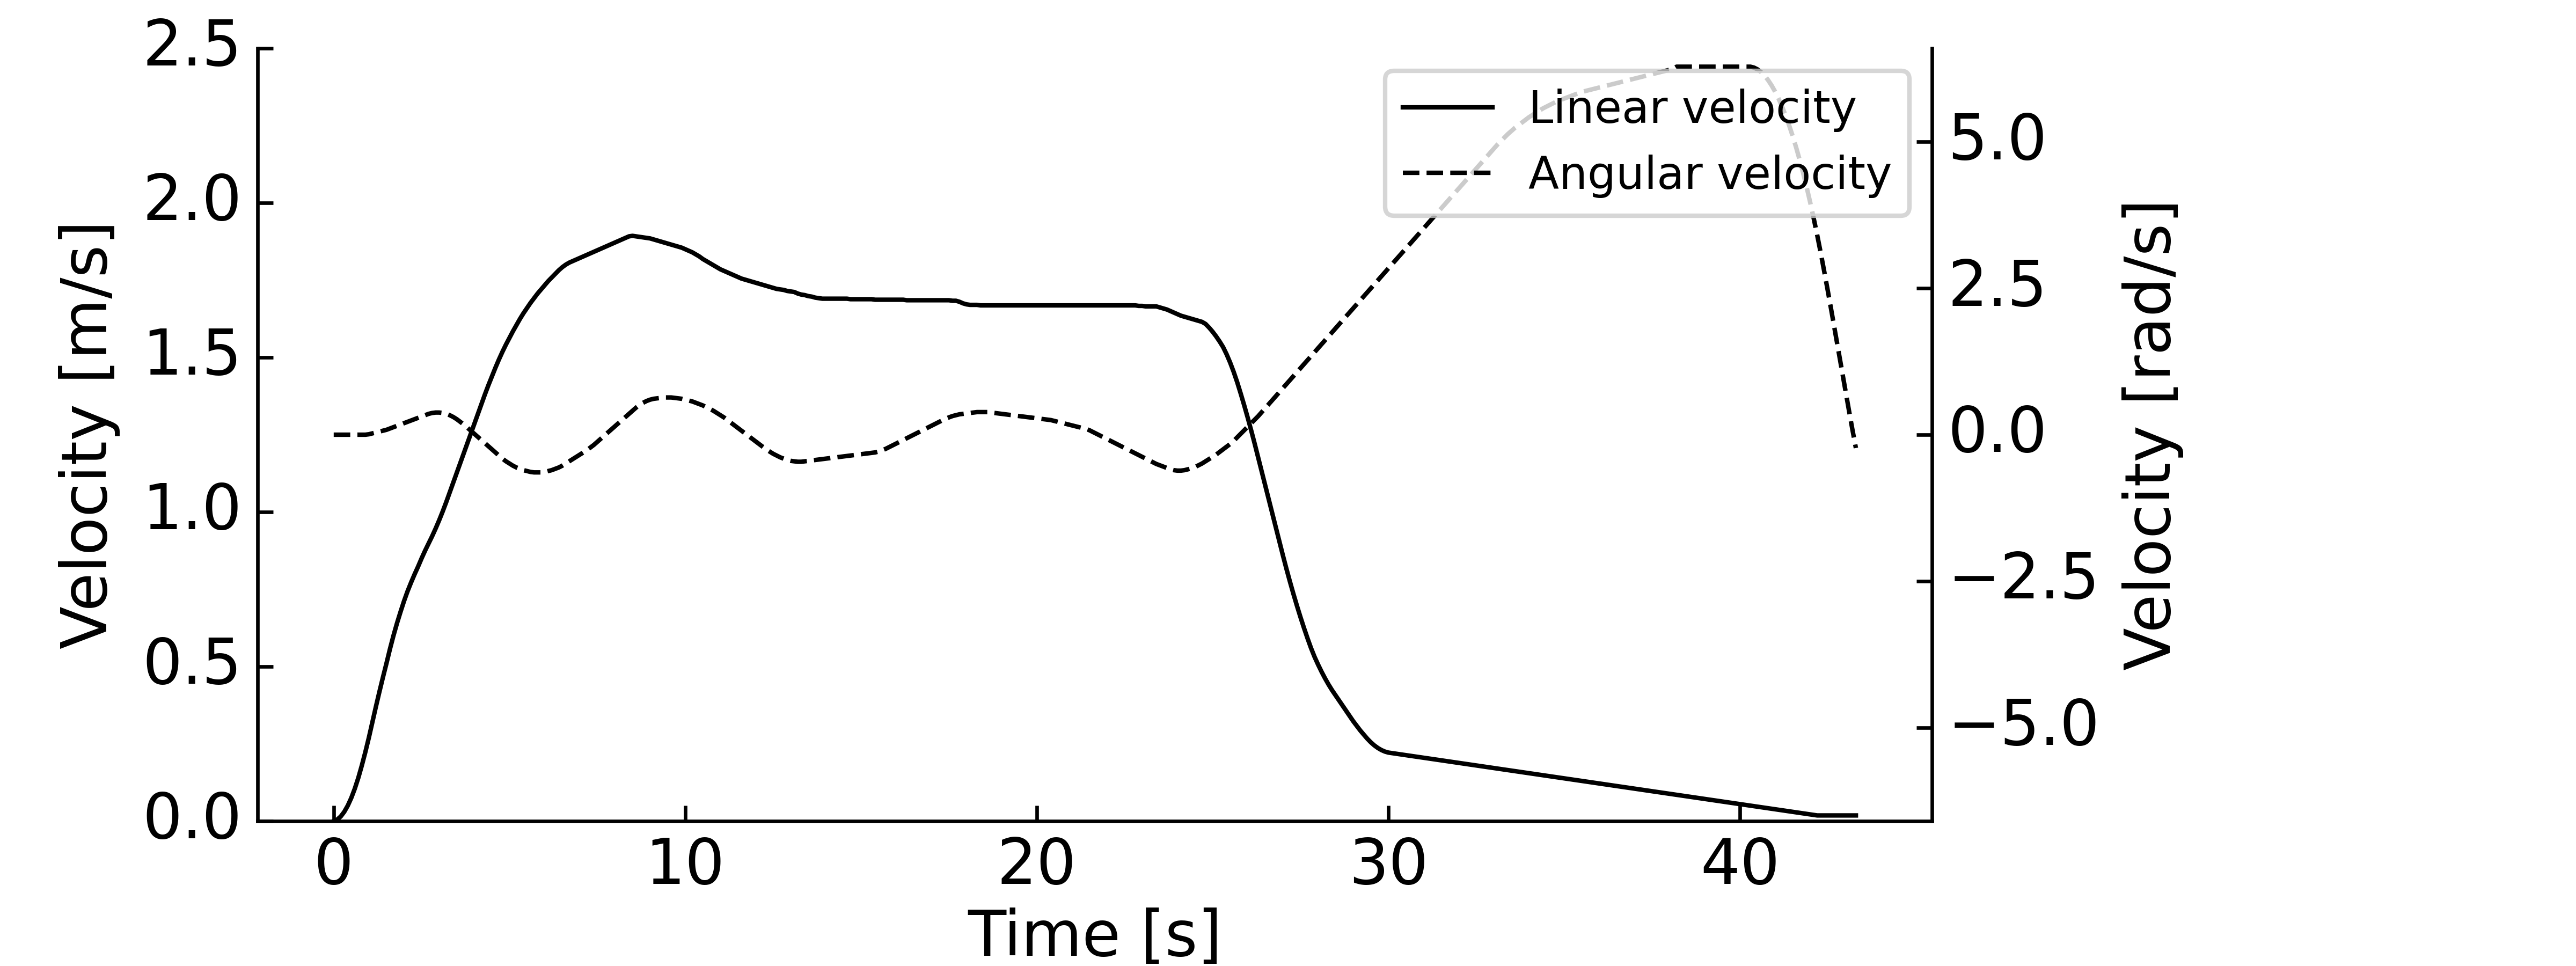 2.5
2.0
1.5
1.0
0.5
0.0
Velocity [m/s]
Linear velocity
Angular velocity
5.0
2.5
0.0
−2.5
−5.0
Velocity [rad/s]
0 10 20 30 40
Time [s]